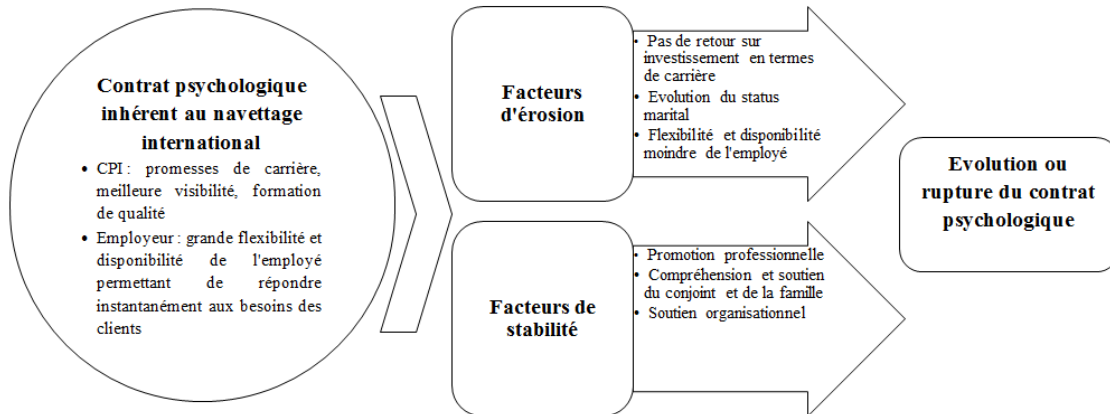 Contrat psychologique
inhérent au navettage
international
• CPI : promesses de carrière,
meilleure visibilité, formation
de qualité
• Employeur : grande flexibilité et
disponibilité de l'employé
permettant de répondre
instantanément aux besoins des
clients
Facteurs
d'érosion
• Pas de retour sur
investissement en termes
de carrière
• Evolution du status
marital
• Flexibilité et disponibilité
moindre de l'employé
Facteurs de
stabilité
• Promotion professionnelle
• Compréhension et soutien
du conjoint et de la famille
• Soutien organisationnel
Evolution ou
rupture du contrat
psychologique